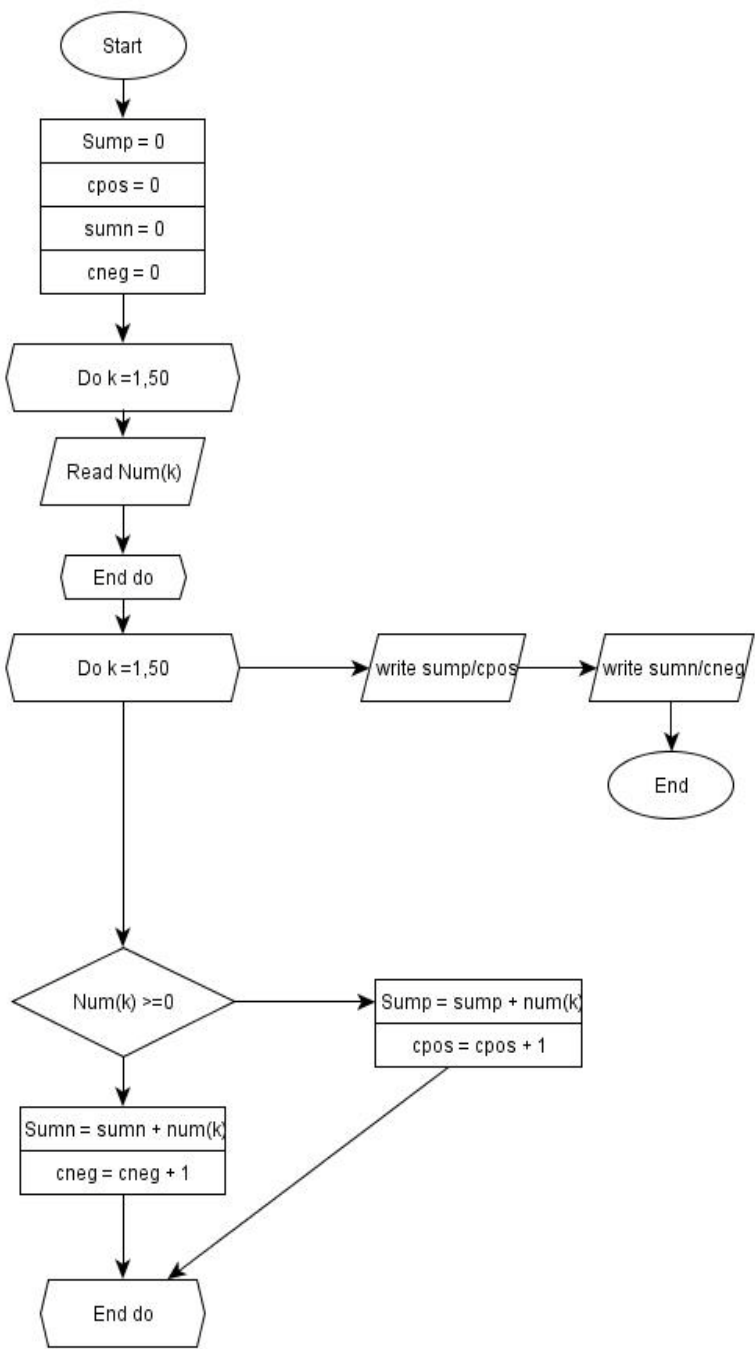 Start
Sump = 0
cpos = 0
sumn = 0
cneg = 0
Do k =1,50
Read Num(k)
End do
Do k =1,50
write sump/cpos
write sumn/cneg
End
Num(k) >=0
Sump = sump + num(k)
cpos = cpos + 1
Sumn = sumn + num(k)
cneg = cneg + 1
End do